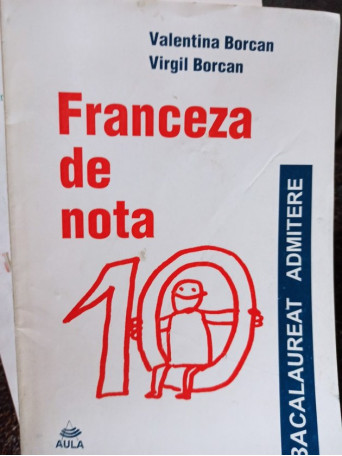 Valentina Borcan
Virgil Borcan
Franceza
de
nota
10
BACALAUREAT ADMITERE
AULA